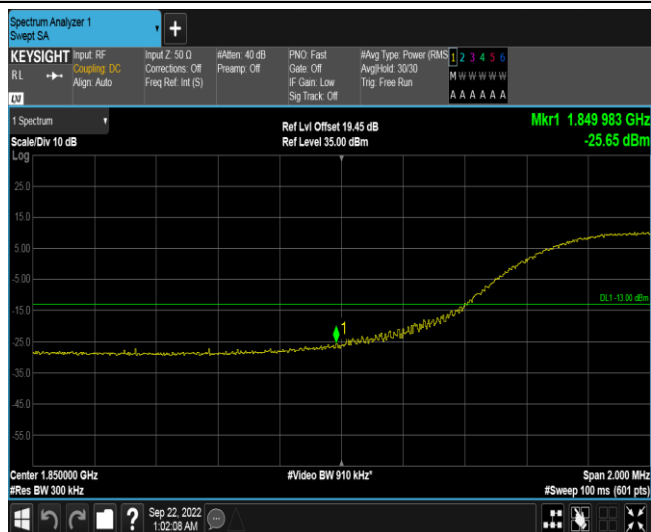 Spectrum Analyzer 1
Swept SA
+
KEYSIGHT
RL
LXI
Input: RF
Coupling: DC
Align: Auto
Input Z: 50 Ω
Corrections: Off
Freq Ref: Int (S)
#Atten: 40 dB
Preamp: Off
PNO: Fast
Gate: Off
IF Gain: Low
Sig Track: Off
#Avg Type: Power (RMS
Avg|Hold: 30/30
Trig: Free Run
1 2 3 4 5 6
M W W W W W
A A A A A A
1 Spectrum
Scale/Div 10 dB
Ref Lvl Offset 19.45 dB
Ref Level 35.00 dBm
Mkr1 1.849 983 GHz
-25.65 dBm
Log
25.0
15.0
5.00
-5.00
DL1 -13.00 dBm
-15.0
1
-25.0
-35.0
-45.0
-55.0
Center 1.850000 GHz
#Res BW 300 kHz
#Video BW 910 kHz*
Span 2.000 MHz
#Sweep 100 ms (601 pts)
?
Sep 22, 2022
1:02:08 AM